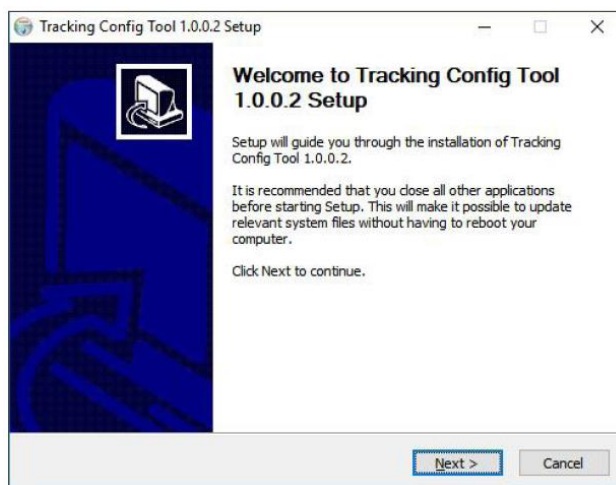 Tracking Config Tool 1.0.0.2 Setup
Welcome to Tracking Config Tool
1.0.0.2 Setup
Setup will guide you through the installation of Tracking
Config Tool 1.0.0.2.
It is recommended that you close all other applications
before starting Setup. This will make it possible to update
relevant system files without having to reboot your
computer.
Click Next to continue.
Next >
Cancel